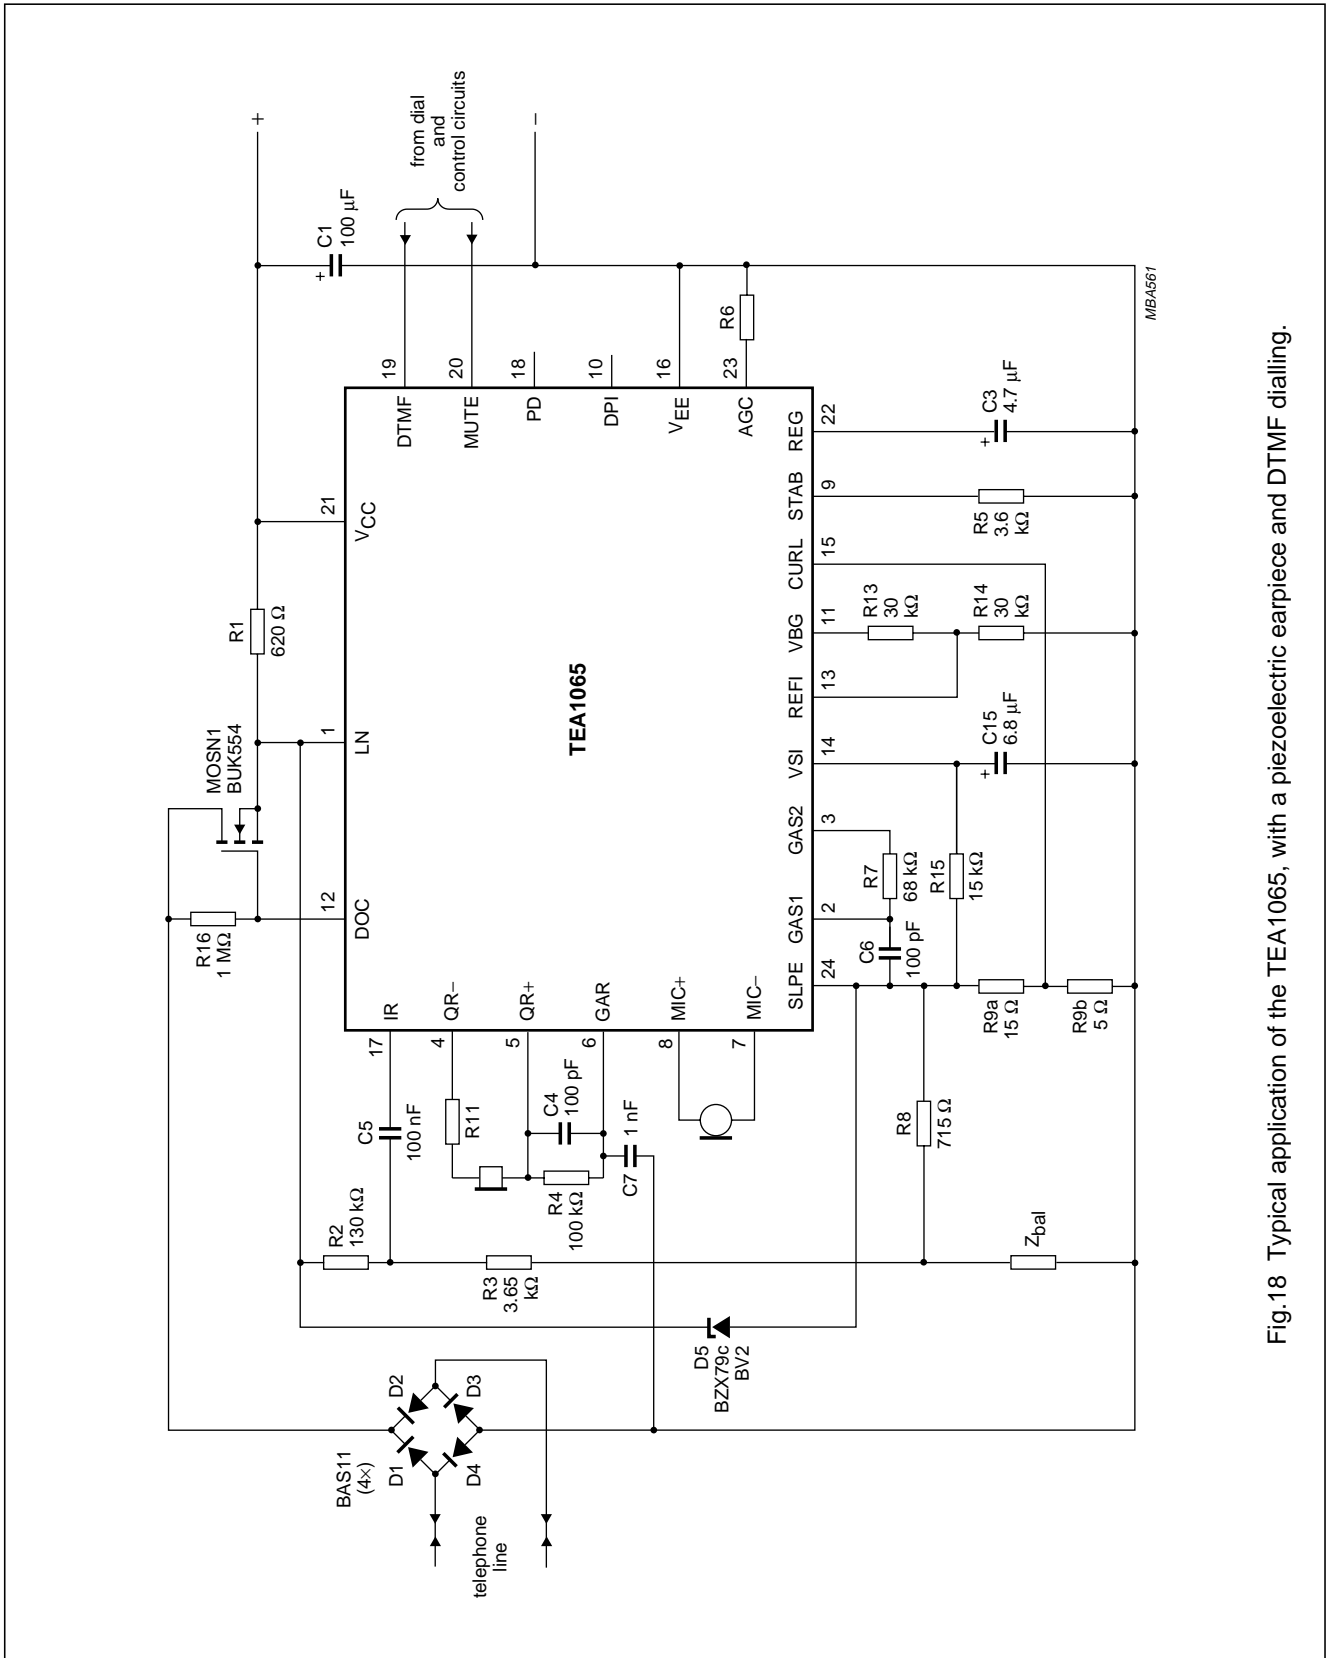 +
from dial
and
control circuits
−
C1
100 µF
+
R1
620 Ω
MOSN1
BUK554
R16
1 MΩ
BAS11
(4×)
D1
D2
D3
D4
telephone
line
12
1
21
DOC
LN
VCC
19
DTMF
20
MUTE
18
PD
10
DPI
16
VEE
23
AGC
R6
TEA1065
17
IR
4
QR−
5
QR+
6
GAR
8
MIC+
7
MIC−
C5
100 nF
R11
C4
100 pF
R4
100 kΩ
C7
1 nF
R2
130 kΩ
R3
3.65
kΩ
D5
BZX79c
BV2
SLPE
GAS1
GAS2
VSI
REFI
VBG
CURL
STAB
REG
24
2
3
14
13
11
15
9
22
C6
100 pF
R7
68 kΩ
R15
15 kΩ
C15
6.8 µF
+
R13
30
kΩ
R14
30
kΩ
R5
3.6
kΩ
C3
4.7 µF
+
R9a
15 Ω
R9b
5 Ω
R8
715 Ω
Zbal
MBA561
Fig.18 Typical application of the TEA1065, with a piezoelectric earpiece and DTMF dialling.